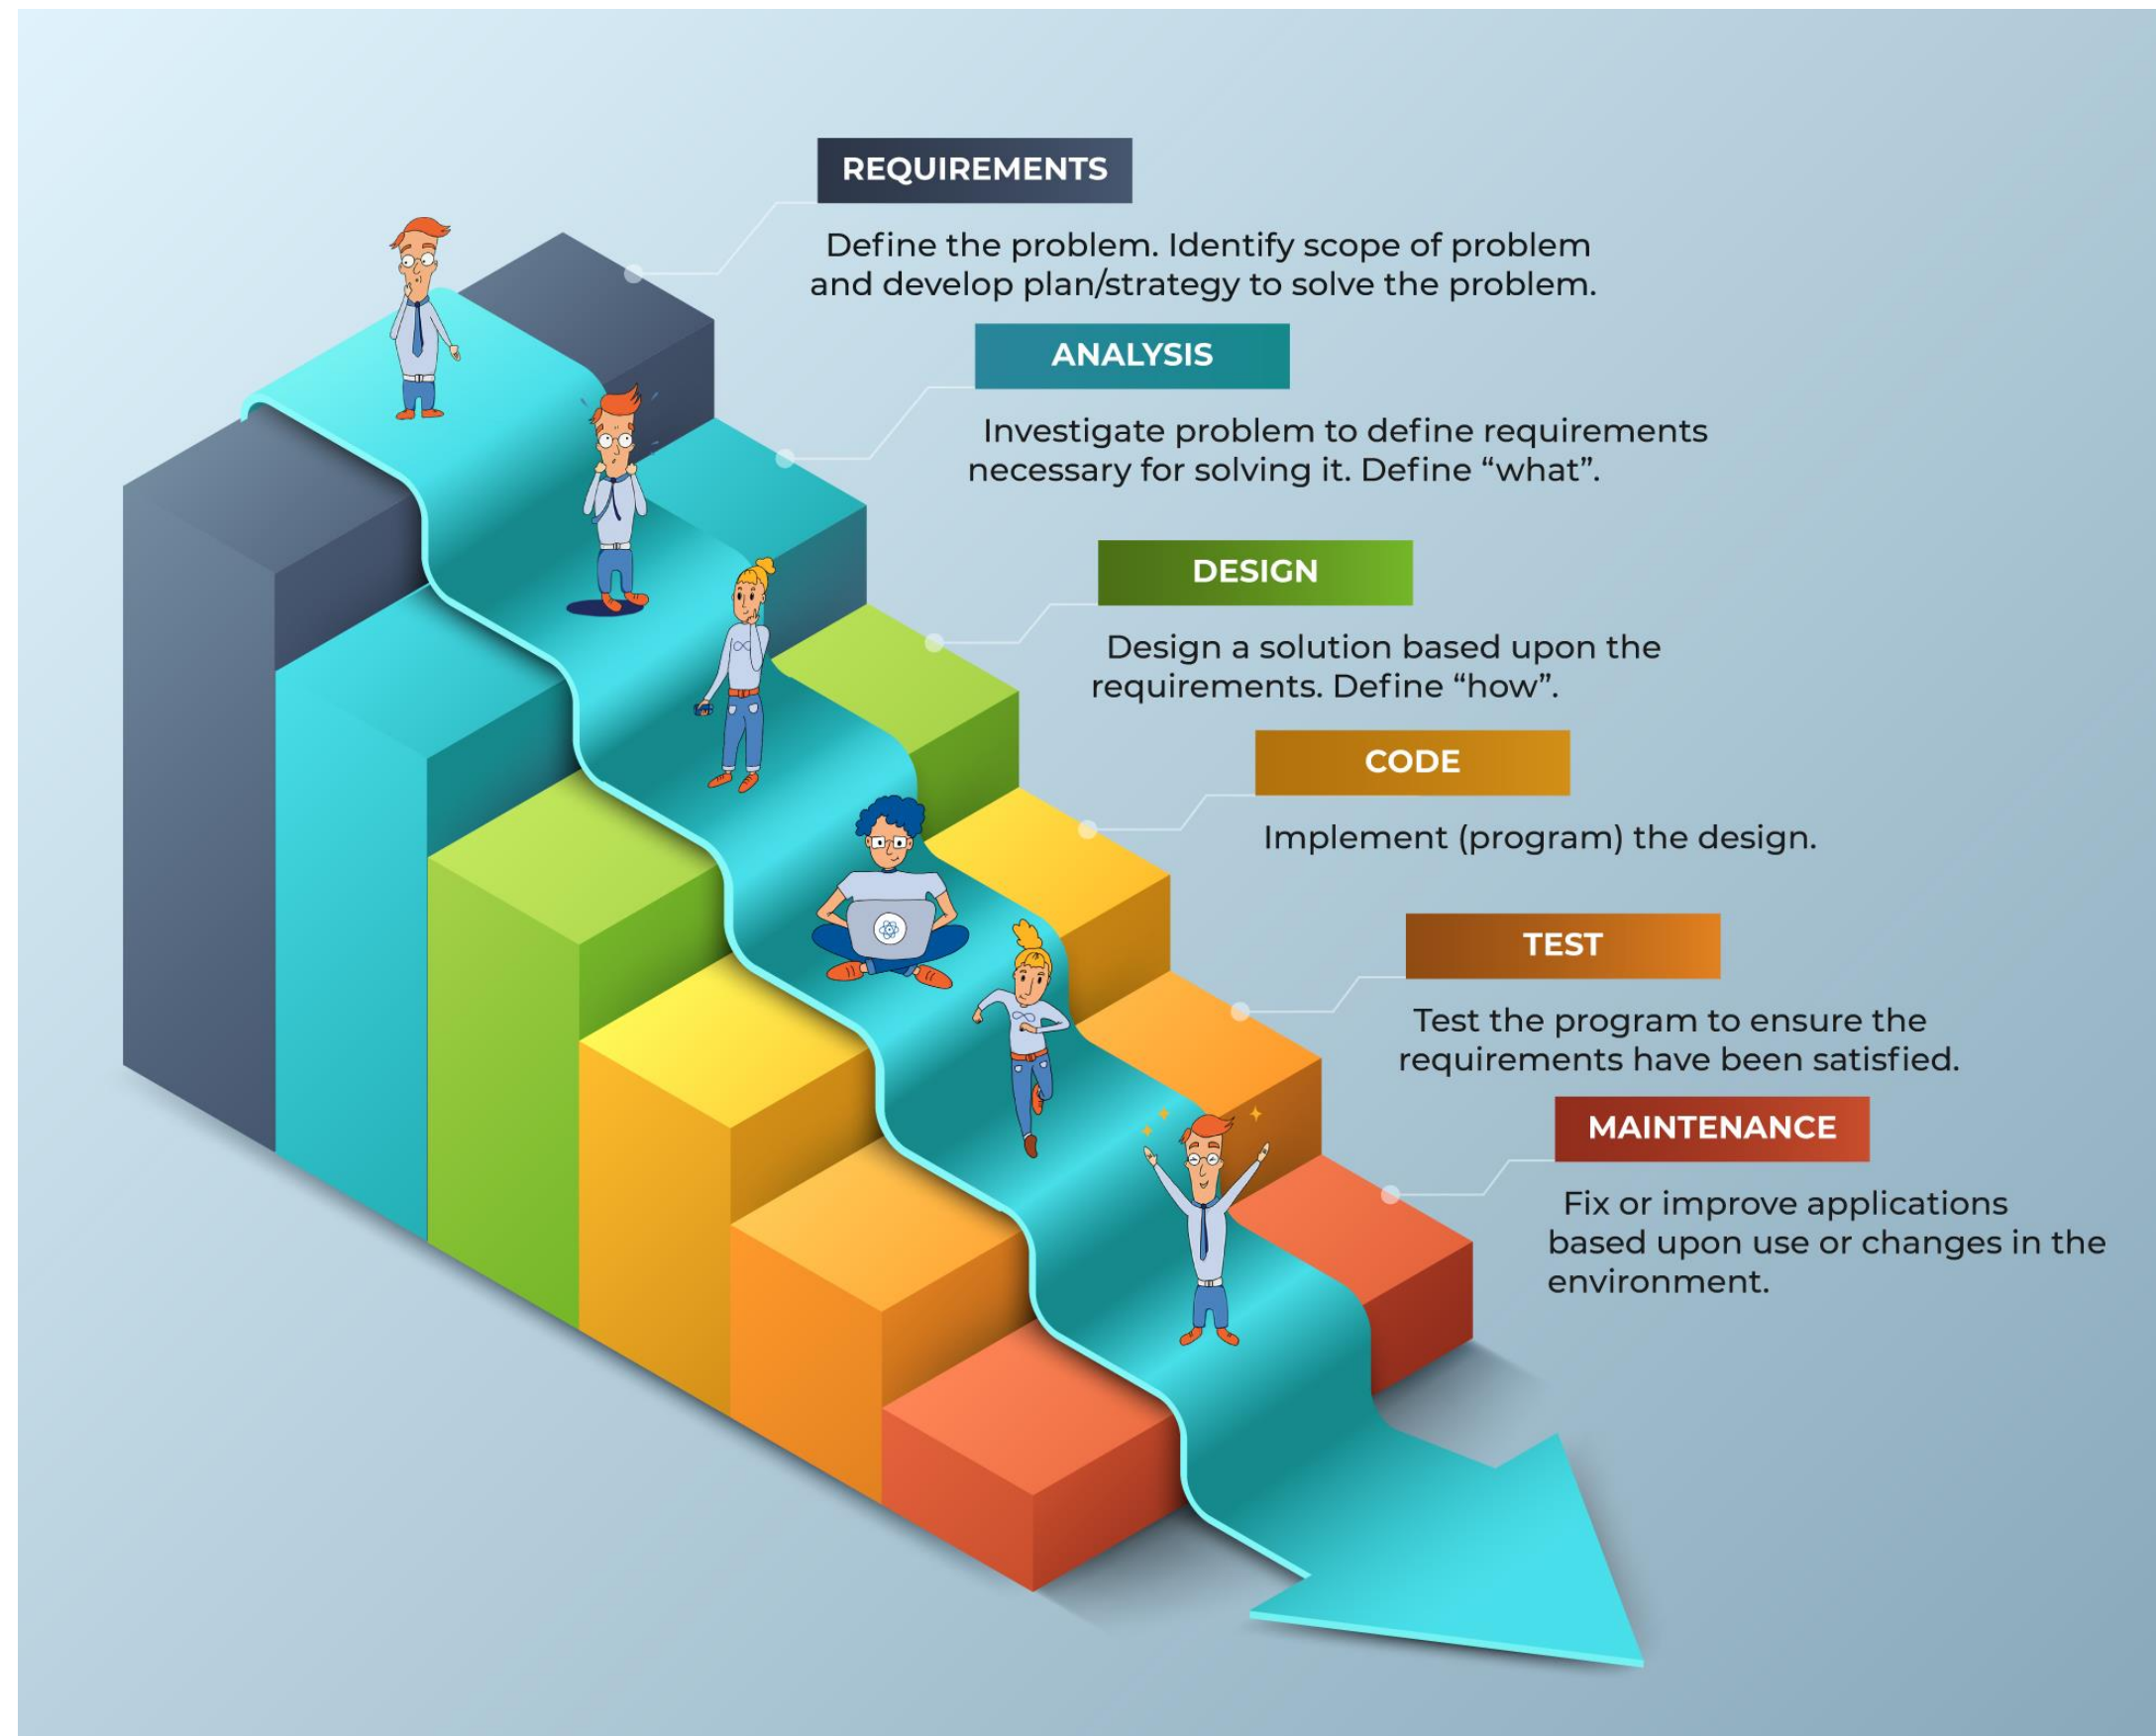 REQUIREMENTS
Define the problem. Identify scope of problem
and develop plan/strategy to solve the problem.
ANALYSIS
Investigate problem to define requirements
necessary for solving it. Define “what”.
DESIGN
Design a solution based upon the
requirements. Define “how”.
CODE
Implement (program) the design.
TEST
Test the program to ensure the
requirements have been satisfied.
MAINTENANCE
Fix or improve applications
based upon use or changes in the
environment.